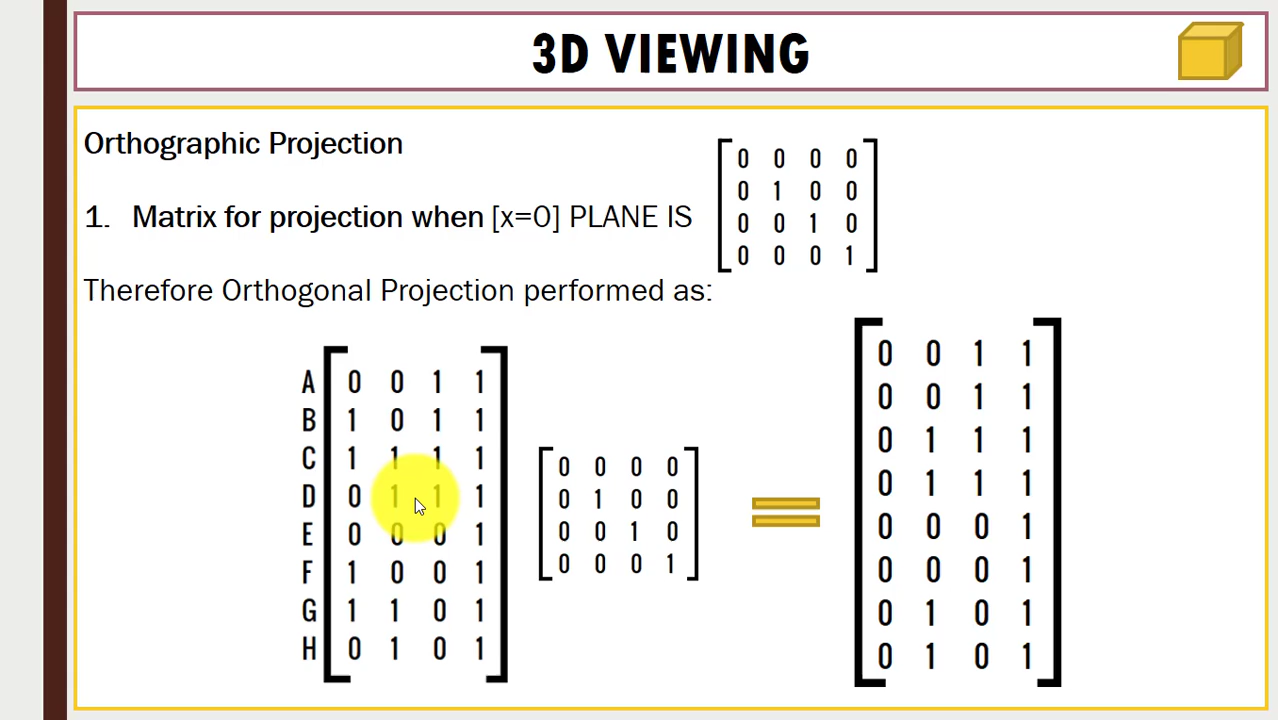 3D VIEWING
Orthographic Projection
0 0 0 0
0 1 0 0
0 0 1 0
0 0 0 1
1. Matrix for projection when [x=0] PLANE IS
Therefore Orthogonal Projection performed as:
A 0 0 1 1
B 1 0 1 1
C 1 1 1 1
D 0 1 1 1
E 0 0 0 1
F 1 0 0 1
G 1 1 0 1
H 0 1 0 1
0 0 0 0
0 1 0 0
0 0 1 0
0 0 0 1
=
0 0 1 1
0 0 1 1
0 1 1 1
0 1 1 1
0 0 0 1
0 0 0 1
0 1 0 1
0 1 0 1